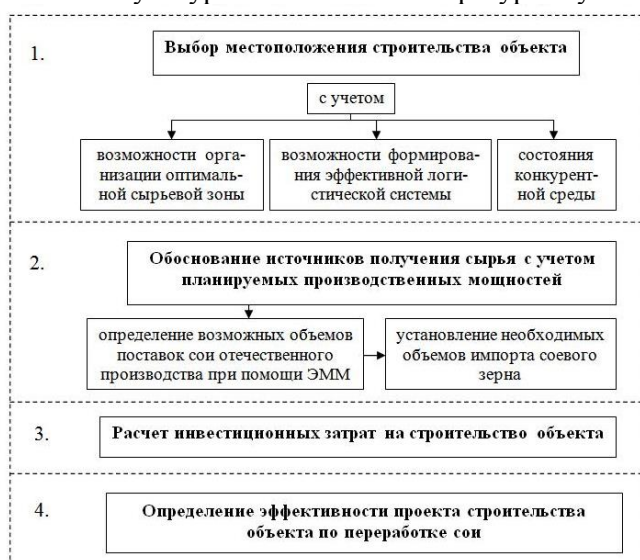 1.
Выбор местоположения строительства объекта
с учетом
возможности орга-
низации оптималь-
ной сырьевой зоны
возможности формирова-
ния эффективной логи-
стической системы
состояния
конкурент-
ной среды
2.
Обоснование источников получения сырья с учетом
планируемых производственных мощностей
определение возможных объемов
поставок сои отечественного
производства при помощи ЭММ
установление необходимых
объемов импорта соевого
зерна
3.
Расчет инвестиционных затрат на строительство объекта
4.
Определение эффективности проекта строительства
объекта по переработке сои